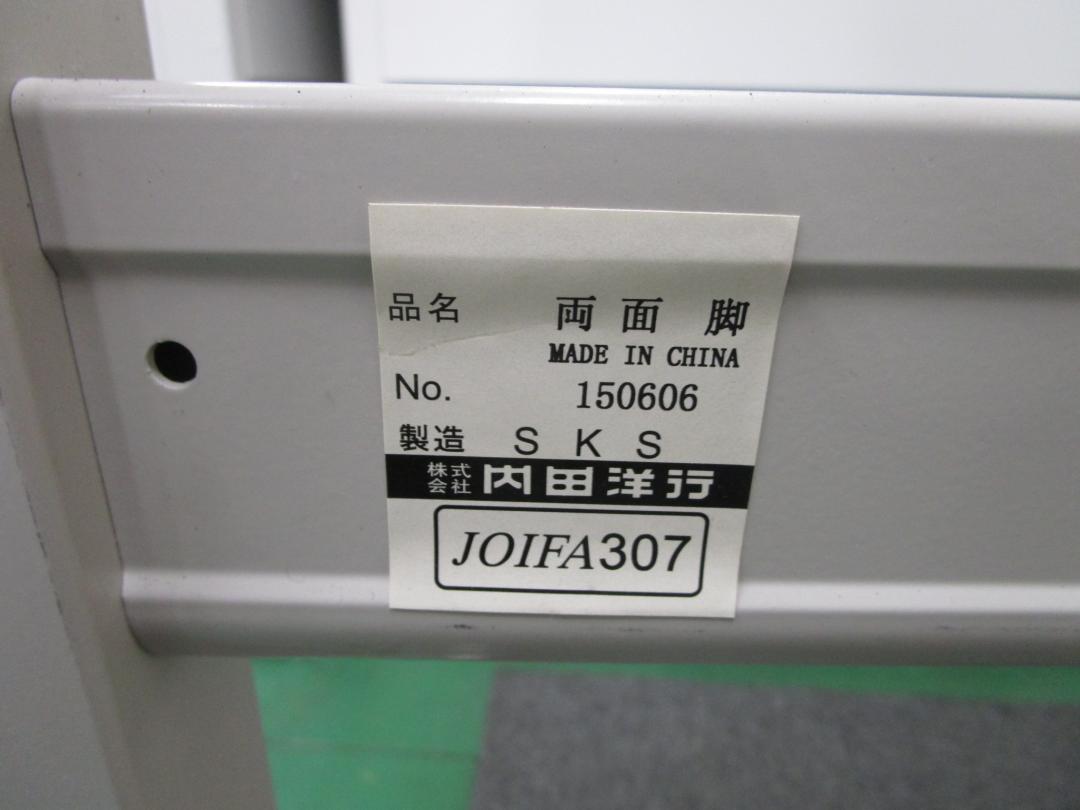 品名 両面 脚
MADE IN CHINA
No. 150606
製造 S K S
株式会社 内田洋行
JOIFA307